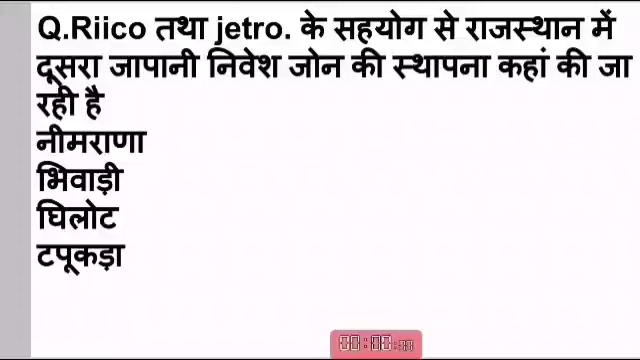 Q.Riico तथा jetro. के सहयोग से राजस्थान में
दूसरा जापानी निवेश जोन की स्थापना कहां की जा
रही है
नीमराणा
भिवाड़ी
घिलोट
टपूकड़ा